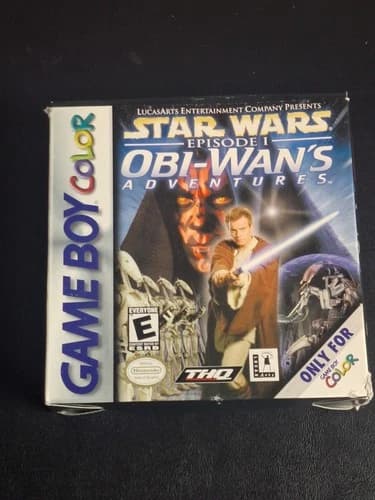 GAME BOY COLOR
LUCASARTS ENTERTAINMENT COMPANY PRESENTS
STAR WARS
EPISODE I
OBI-WAN'S
ADVENTURES
EVERYONE
E
Nintendo
THQ
ONLY FOR
GAME BOY
COLOR